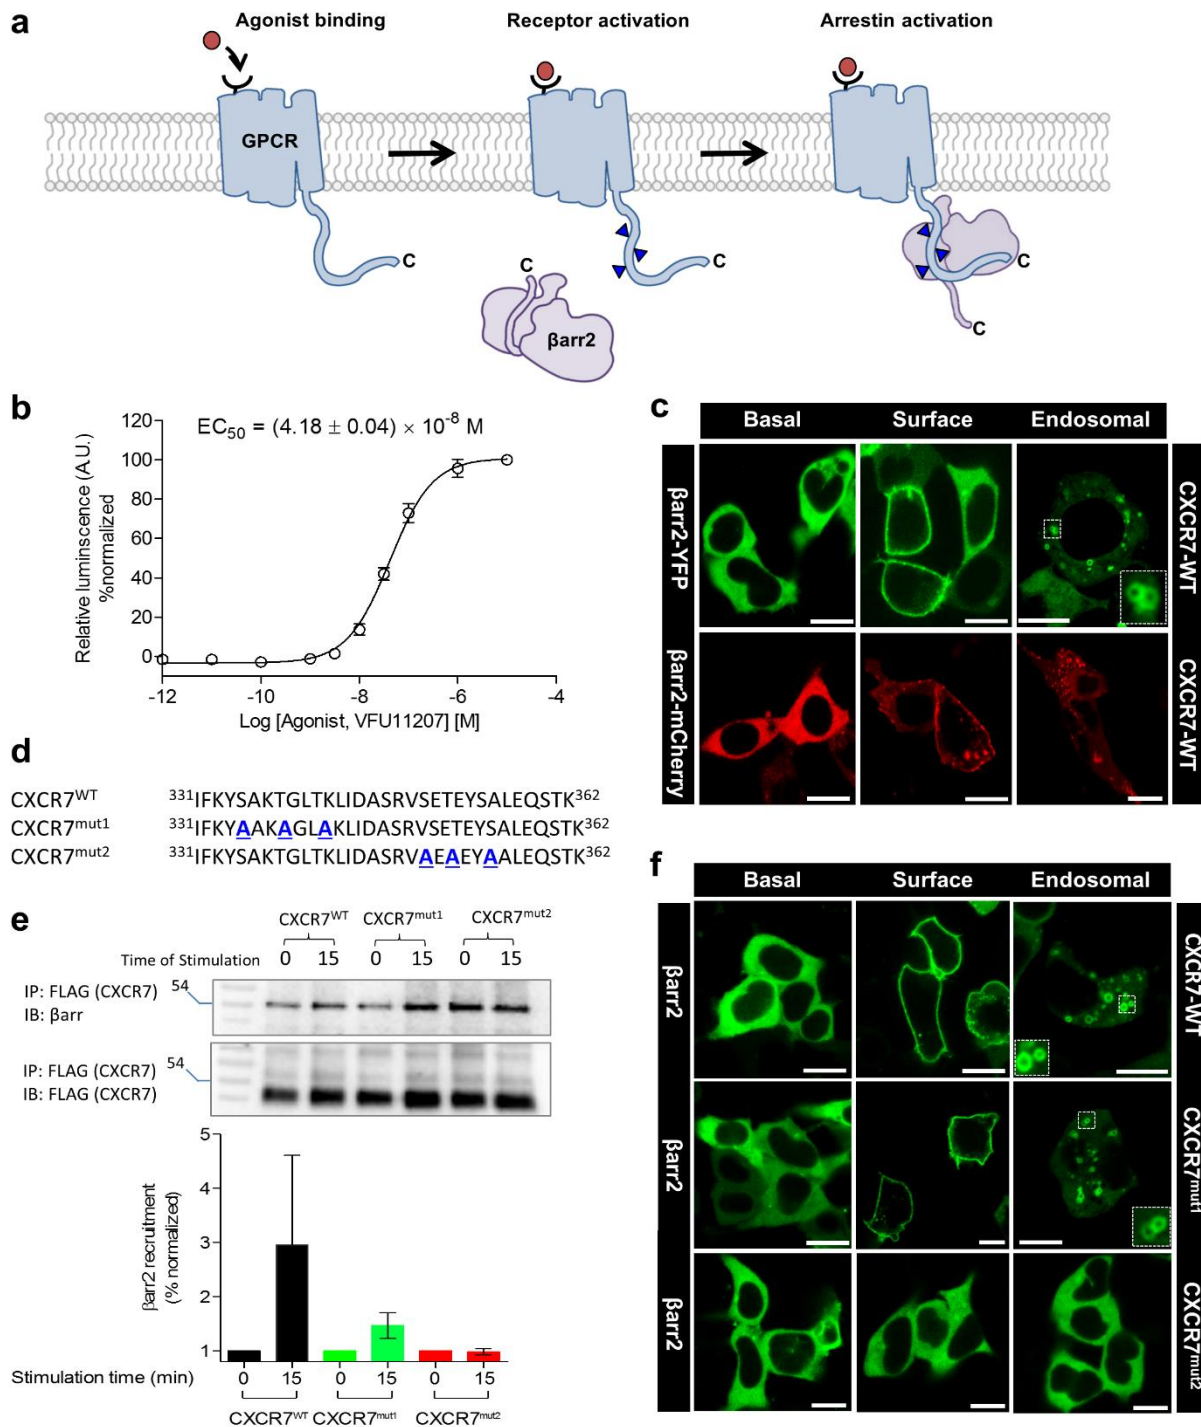 a
Agonist binding
Receptor activation
Arrestin activation
GPCR
C
C
βarr2
C
C
C
b
EC50 = (4.18 ± 0.04) × 10-8 M
Relative luminscence (A.U.)
%normalized
120
100
80
60
40
20
0
-12
-10
-8
-6
-4
Log [Agonist, VFU11207] [M]
c
Basal
Surface
Endosomal
βarr2-YFP
CXCR7-WT
βarr2-mCherry
CXCR7-WT
d
CXCR7WT 331IFKYSAKTGLTKLIDASRVSETEYSALEQSTK362
CXCR7mut1 331IFKYAAKAGLAKLIDASRVSETEYSALEQSTK362
CXCR7mut2 331IFKYSAKTGLTKLIDASRVAEAEYAALEQSTK362
e
CXCR7WT
CXCR7mut1
CXCR7mut2
Time of Stimulation 0 15 0 15 0 15
IP: FLAG (CXCR7)
IB: βarr
54
IP: FLAG (CXCR7)
IB: FLAG (CXCR7)
54
βarr2 recruitment
(% normalized)
5
4
3
2
1
Stimulation time (min) 0 15 0 15 0 15
CXCR7WT CXCR7mut1 CXCR7mut2
f
Basal
Surface
Endosomal
βarr2
CXCR7-WT
βarr2
CXCR7mut1
βarr2
CXCR7mut2